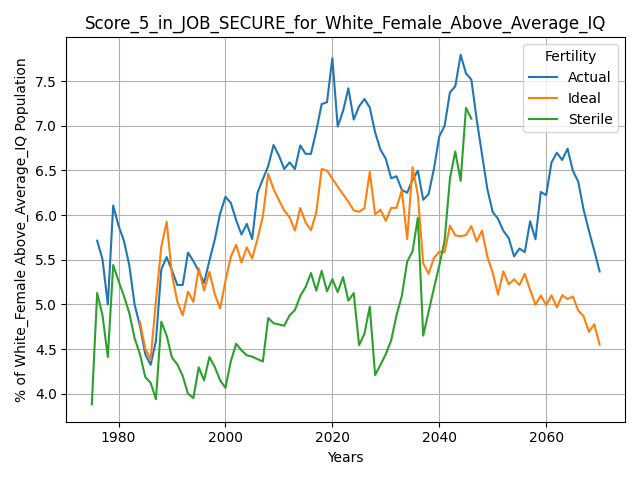 Score_5_in_JOB_SECURE_for_White_Female_Above_Average_IQ
% of White_Female Above_Average_IQ Population
7.5
7.0
6.5
6.0
5.5
5.0
4.5
4.0
Fertility
Actual
Ideal
Sterile
1980
2000
2020
2040
2060
Years